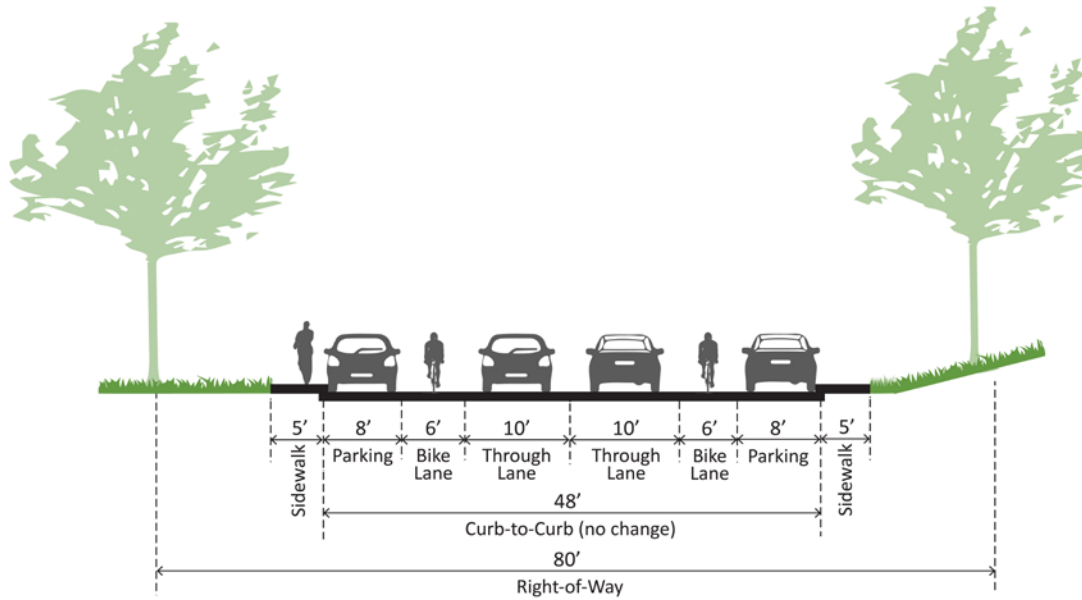 5’ 8’ 6’ 10’ 10’ 6’ 8’ 5’
Sidewalk
Parking
Bike
Lane
Through
Lane
Through
Lane
Bike
Lane
Parking
Sidewalk
48’
Curb-to-Curb (no change)
80’
Right-of-Way